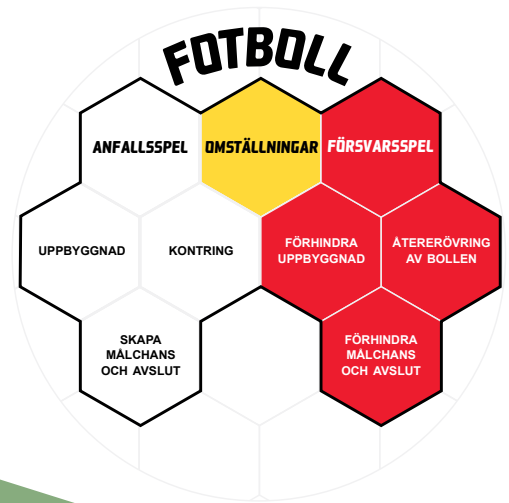 FOTBOLL
ANFALLSSPEL
OMSTÄLLNINGAR
FÖRSVARSSPEL
UPPBYGGNAD
KONTRING
FÖRHINDRA
UPPBYGGNAD
ÅTERERÖVRING
AV BOLLEN
SKAPA
MÅLCHANS
OCH AVSLUT
FÖRHINDRA
MÅLCHANS
OCH AVSLUT